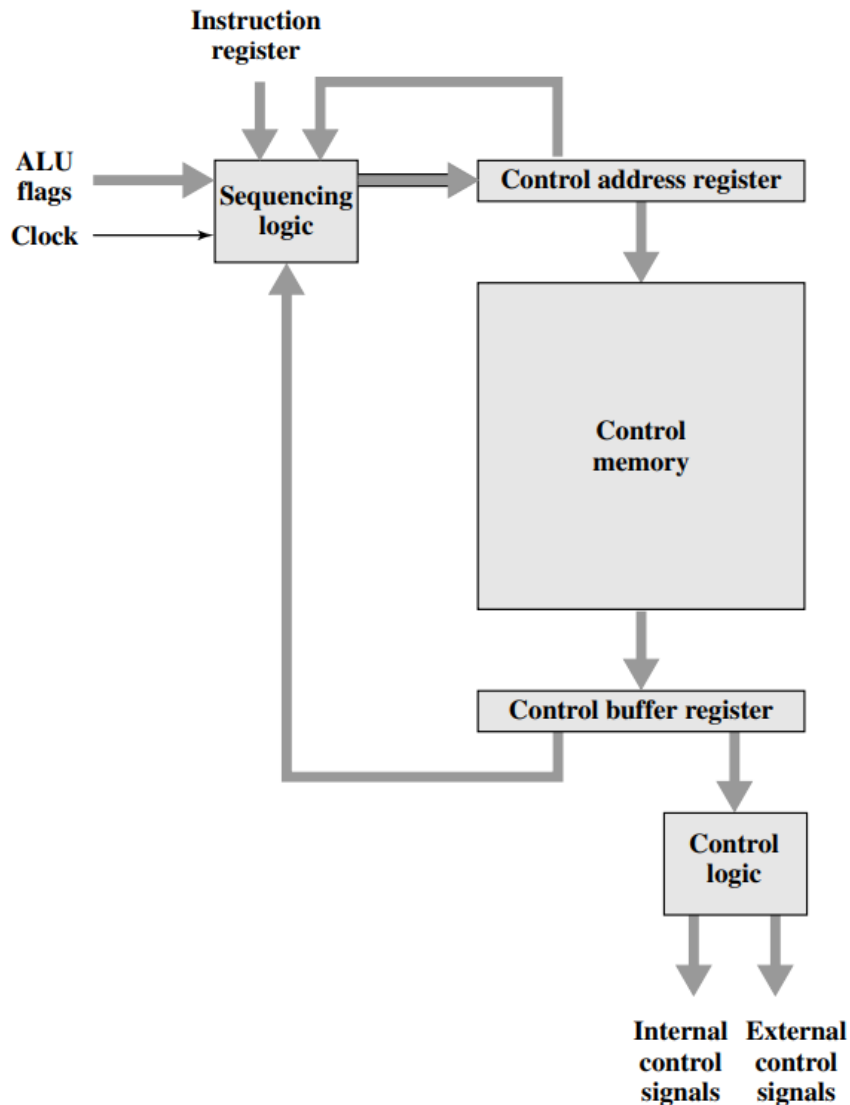 Instruction
register
ALU
flags
Clock
Sequencing
logic
Control address register
Control
memory
Control buffer register
Control
logic
Internal
control
signals
External
control
signals